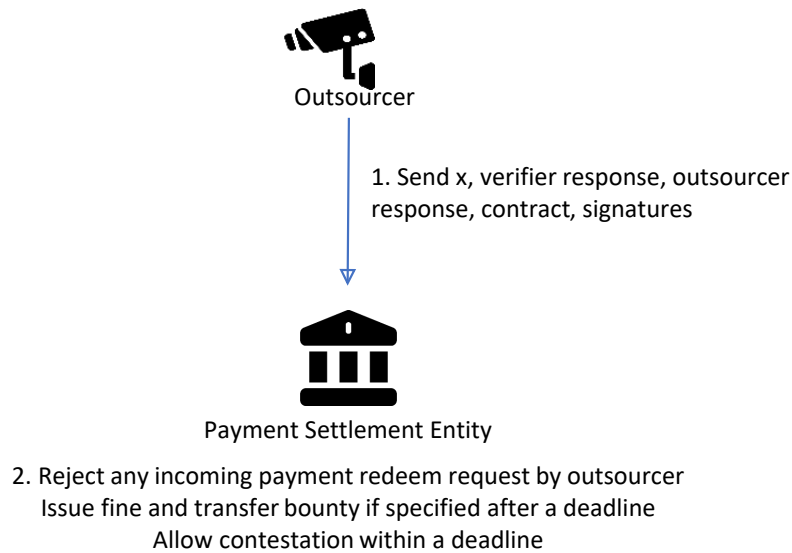 Outsourcer
1. Send x, verifier response, outsourcer
response, contract, signatures
Payment Settlement Entity
2. Reject any incoming payment redeem request by outsourcer
Issue fine and transfer bounty if specified after a deadline
Allow contestation within a deadline